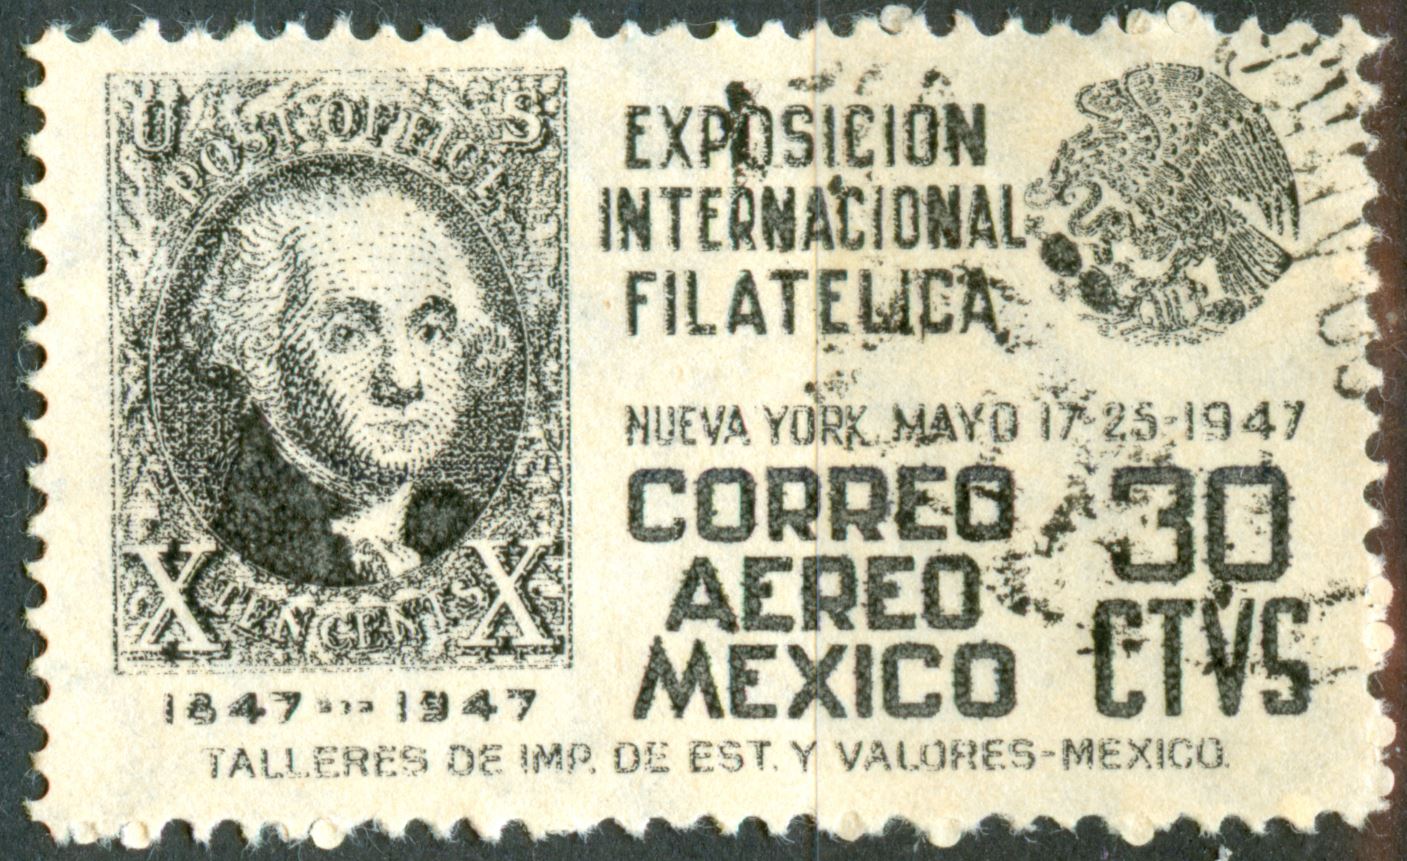 U S
POST OFFICE
X TEN CENTS X
1847 1947
EXPOSICIÓN
INTERNACIONAL
FILATELICA
NUEVA YORK. MAYO 17-25-1947
CORREO
AEREO
MEXICO
30
CTVS
TALLERES DE IMP. DE EST. Y VALORES-MEXICO.